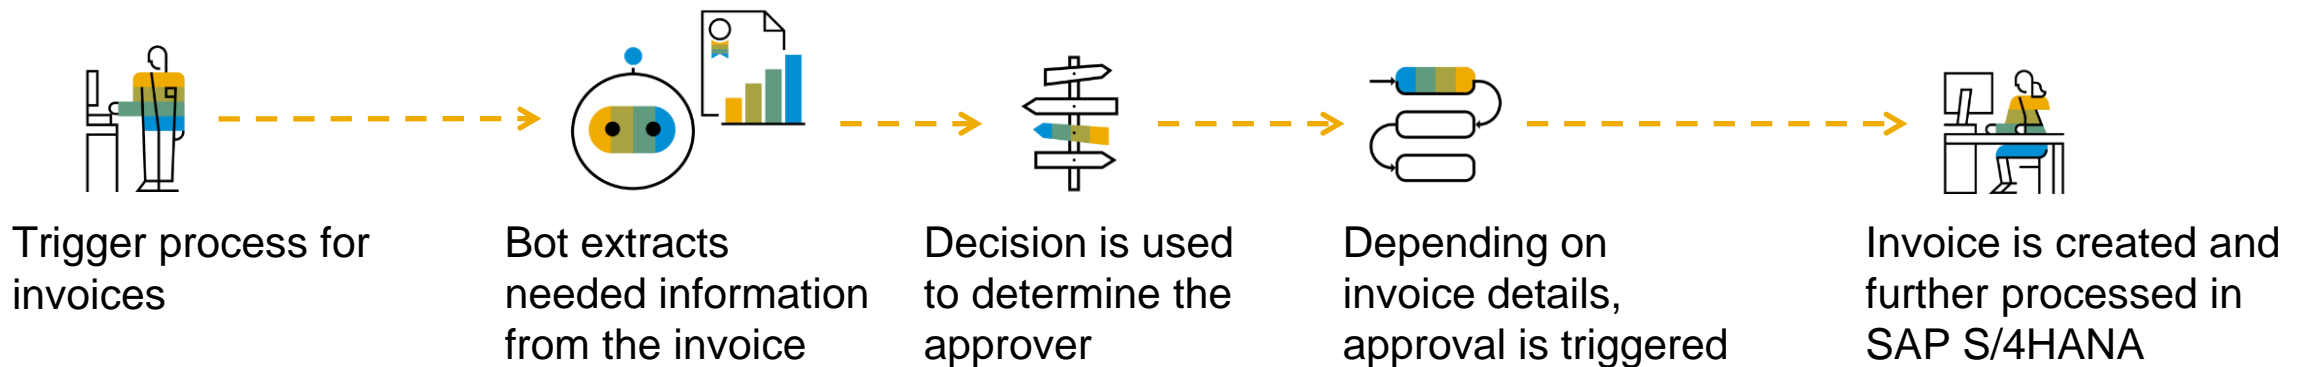 Trigger process for
invoices
Bot extracts
needed information
from the invoice
Decision is used
to determine the
approver
Depending on
invoice details,
approval is triggered
Invoice is created and
further processed in
SAP S/4HANA